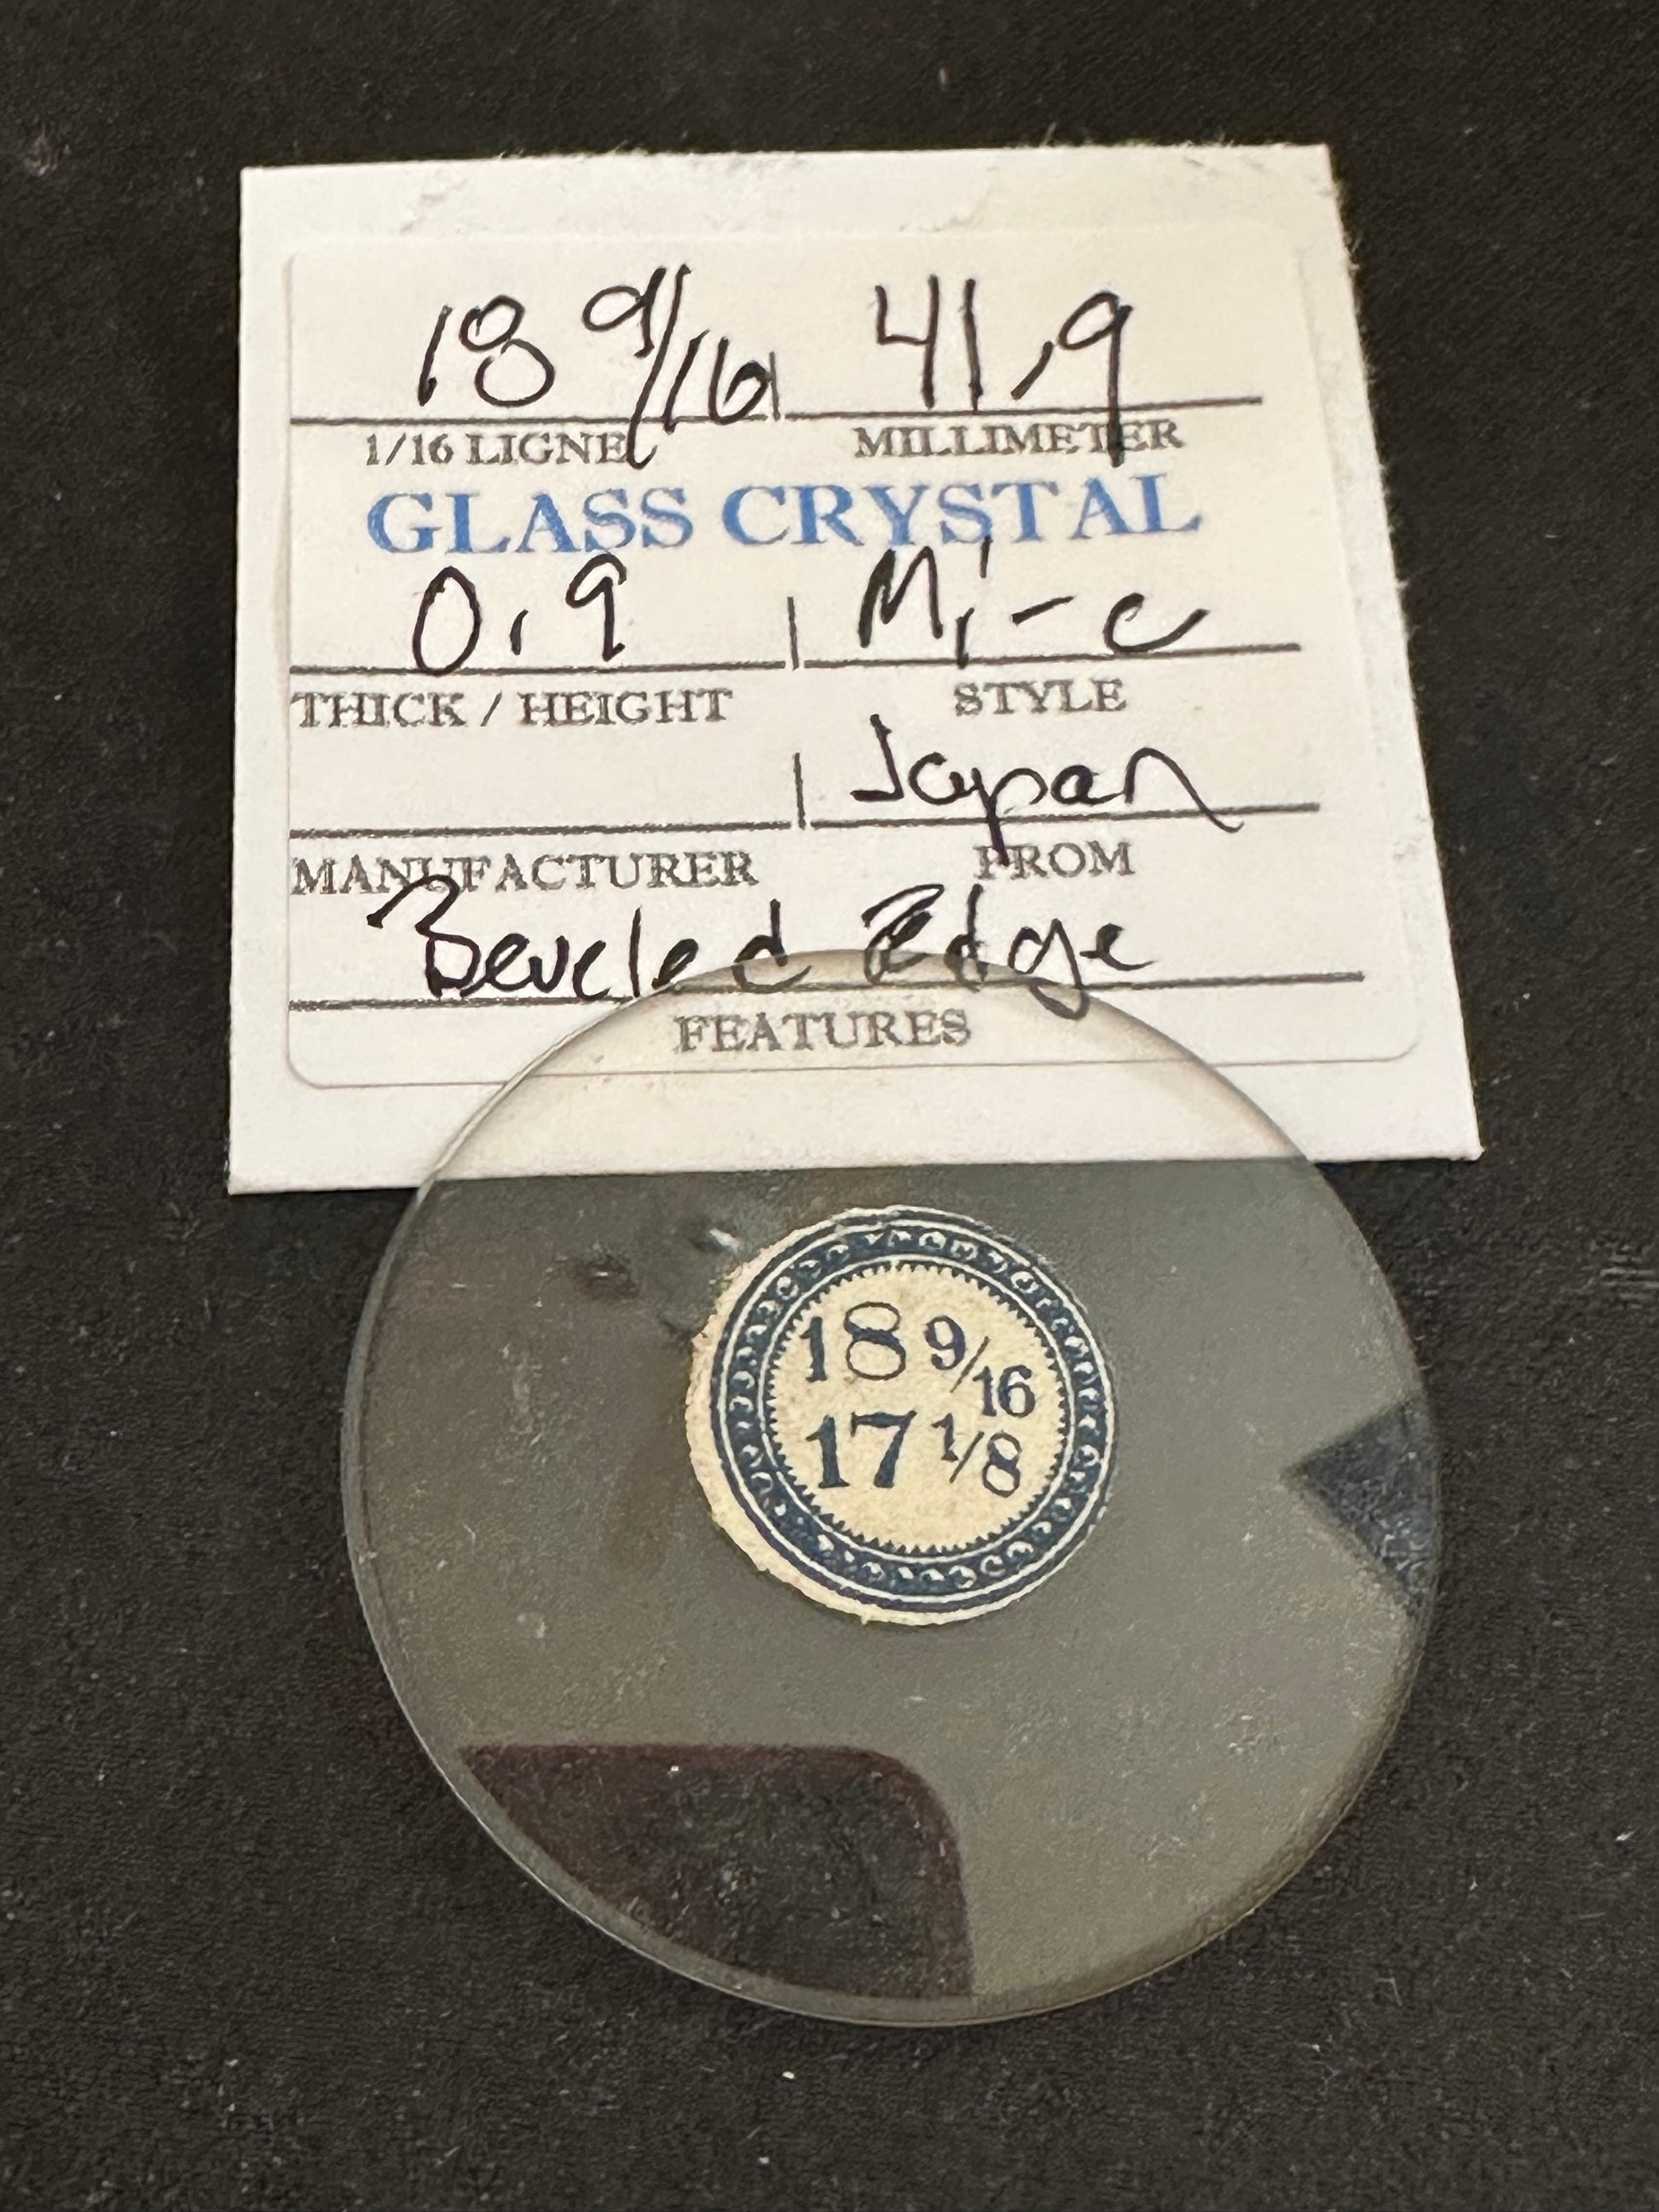 18 9/16 | 41.9
1/16 LIGNE MILLIMETER
GLASS CRYSTAL
0.9 | Mi-C
THICK / HEIGHT STYLE
| Japan
MANUFACTURER FROM
Beveled Edge
FEATURES
18 9/16
17 1/8